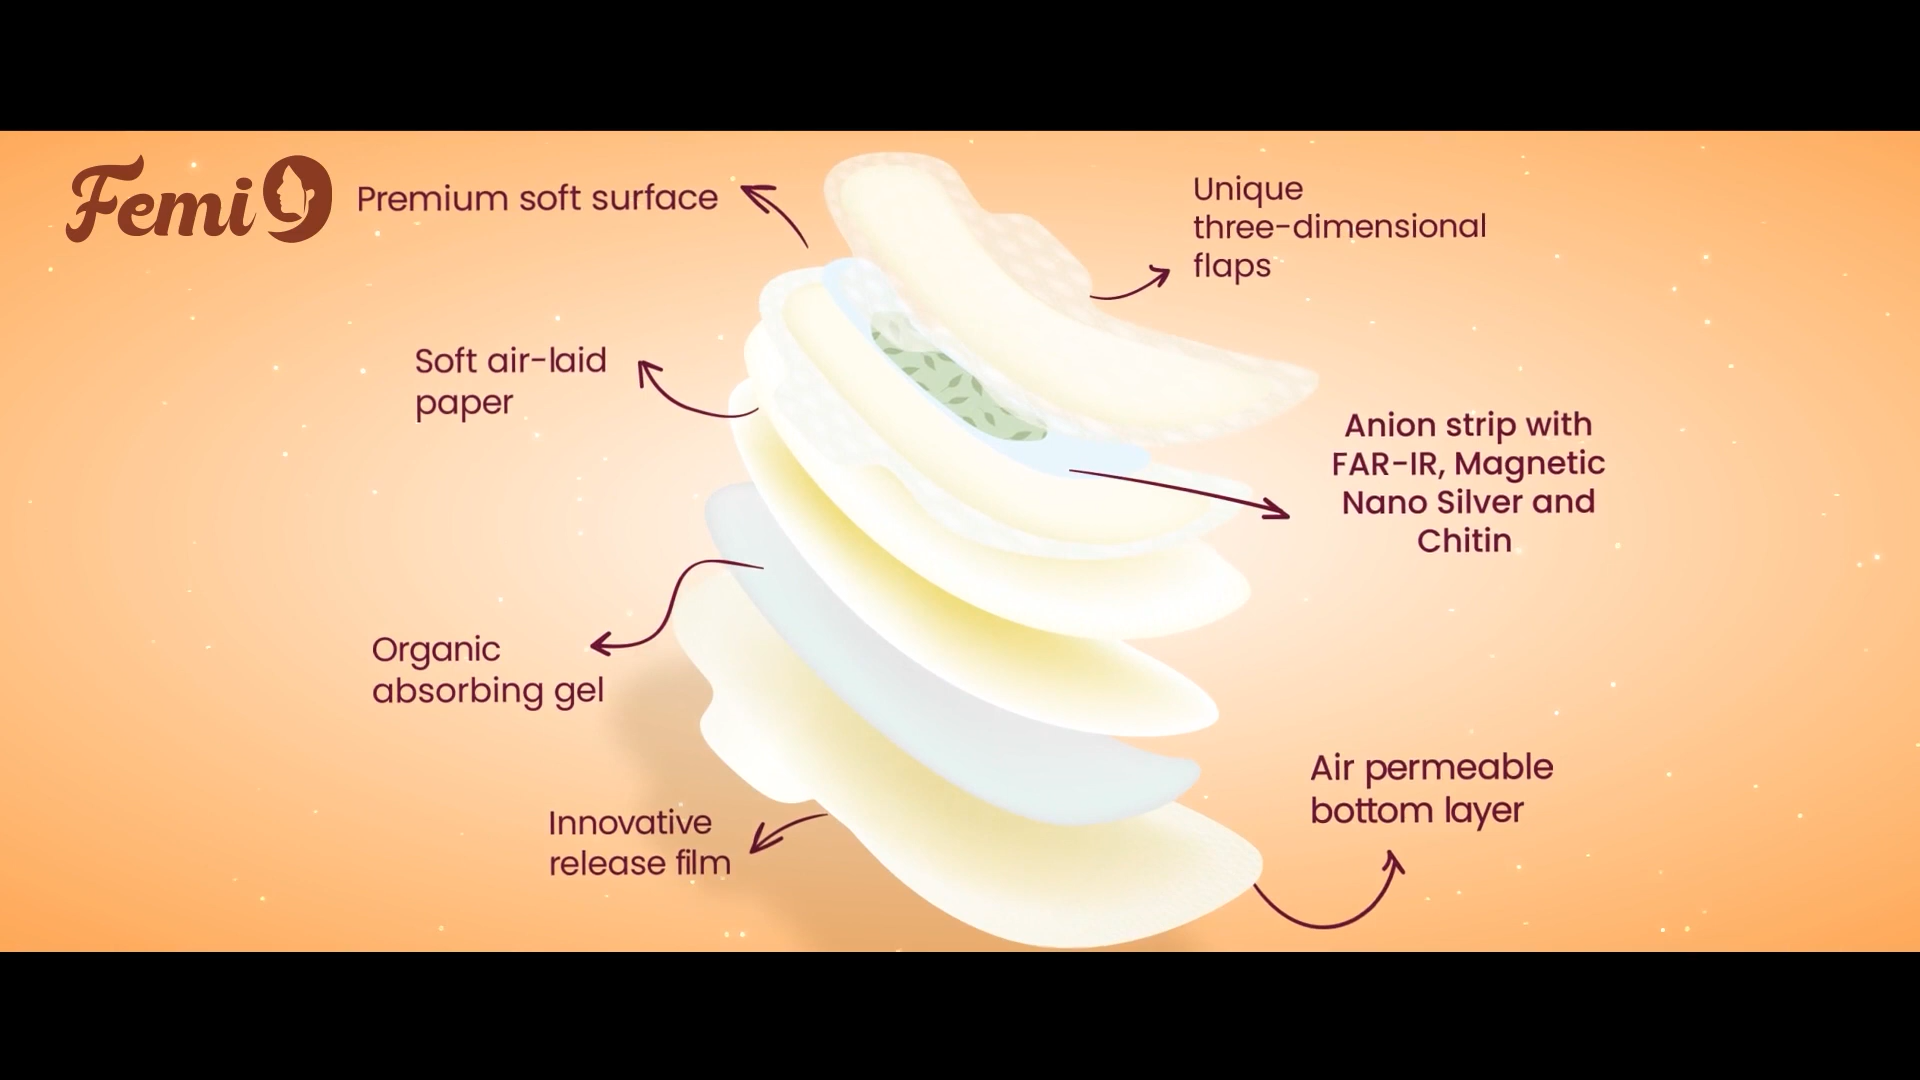 Femi9
Premium soft surface
Unique
three-dimensional
flaps
Soft air-laid
paper
Anion strip with
FAR-IR, Magnetic
Nano Silver and
Chitin
Organic
absorbing gel
Air permeable
bottom layer
Innovative
release film